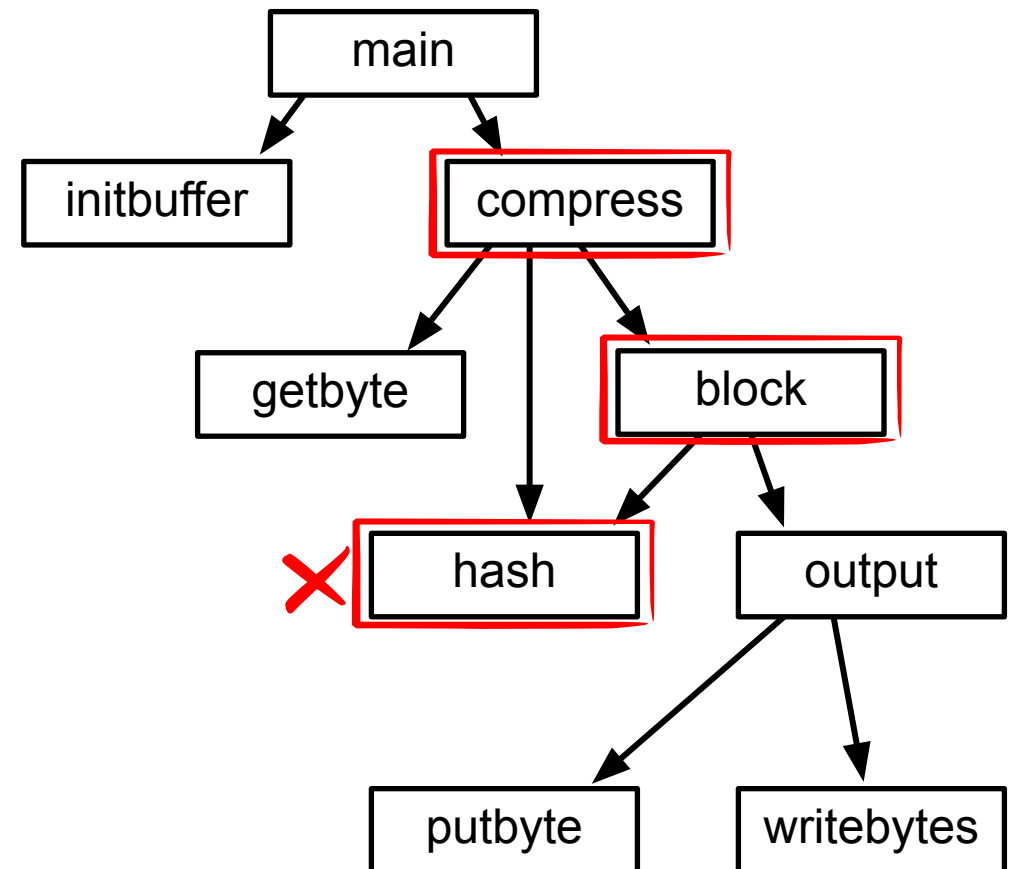 main
initbuffer
compress
getbyte
block
hash
output
putbyte
writebytes